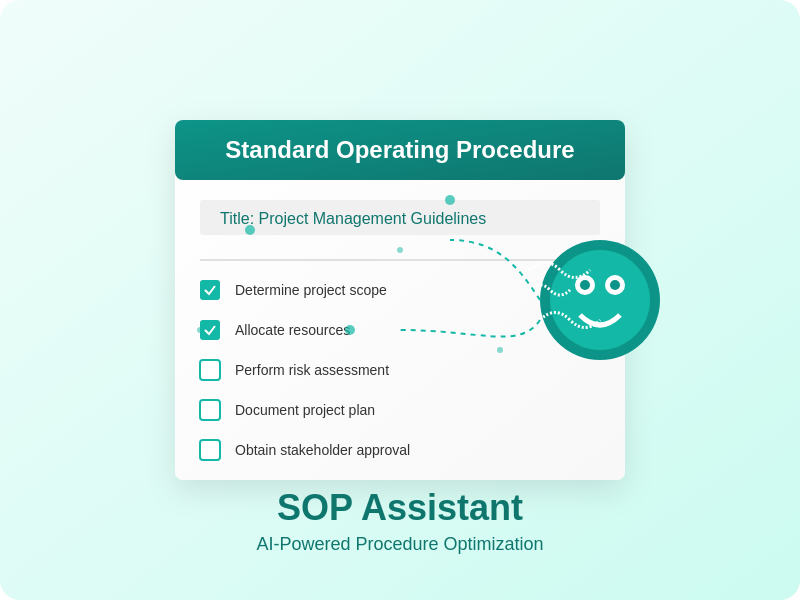 Standard Operating Procedure
Title: Project Management Guidelines
Determine project scope
Allocate resources
Perform risk assessment
Document project plan
Obtain stakeholder approval
SOP Assistant
AI-Powered Procedure Optimization